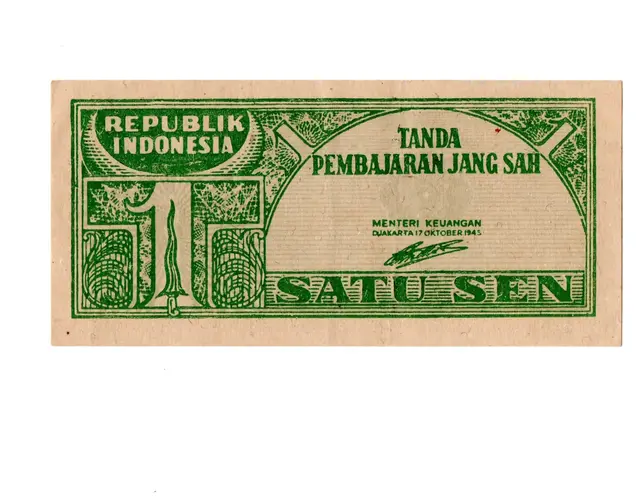 REPUBLIK
INDONESIA
1
TANDA
PEMBAJARAN JANG SAH
MENTERI KEUANGAN
DJAKARTA 17 OKTOBER 1945
SATU SEN